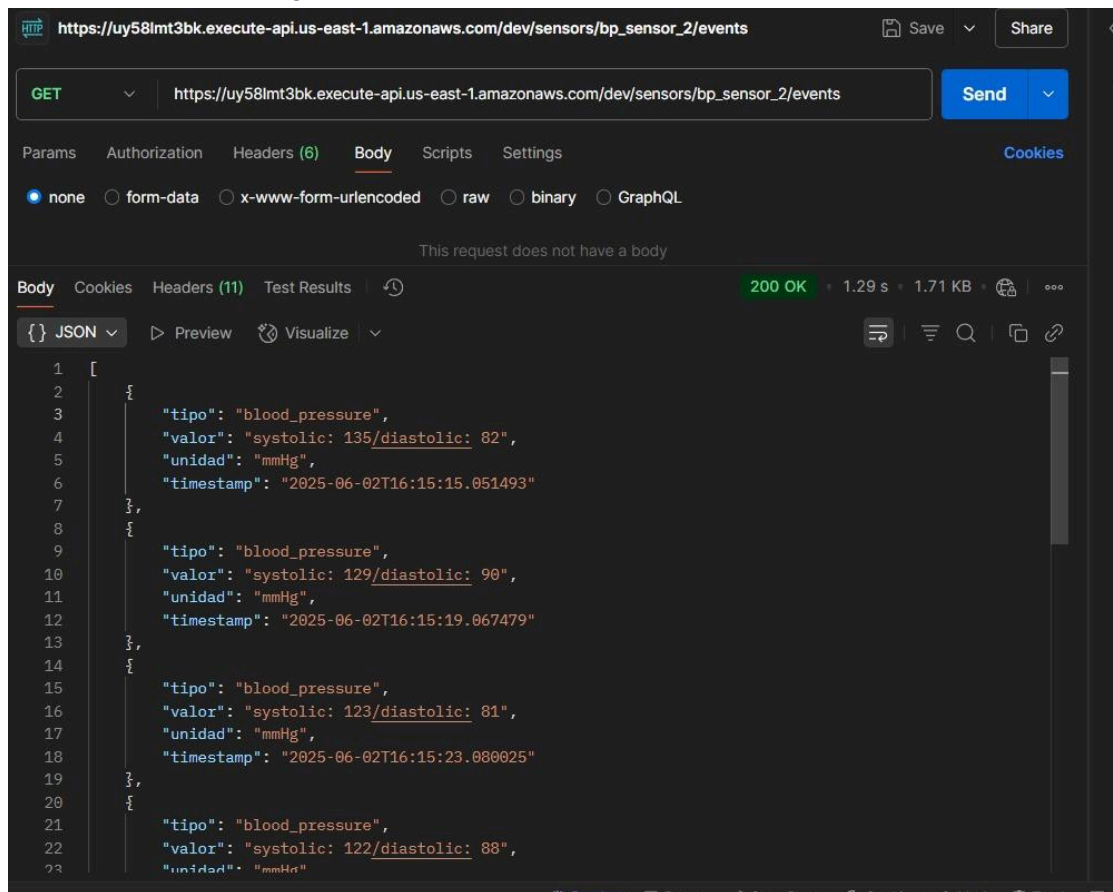 HTTP https://uy58lmt3bk.execute-api.us-east-1.amazonaws.com/dev/sensors/bp_sensor_2/events Save Share
GET https://uy58lmt3bk.execute-api.us-east-1.amazonaws.com/dev/sensors/bp_sensor_2/events Send
Params Authorization Headers (6) Body Scripts Settings Cookies
none form-data x-www-form-urlencoded raw binary GraphQL
This request does not have a body
Body Cookies Headers (11) Test Results 200 OK 1.29 s 1.71 KB
{} JSON Preview Visualize
1 [
2 {
3 "tipo": "blood_pressure",
4 "valor": "systolic: 135/diastolic: 82",
5 "unidad": "mmHg",
6 "timestamp": "2025-06-02T16:15:15.051493"
7 },
8 {
9 "tipo": "blood_pressure",
10 "valor": "systolic: 129/diastolic: 90",
11 "unidad": "mmHg",
12 "timestamp": "2025-06-02T16:15:19.067479"
13 },
14 {
15 "tipo": "blood_pressure",
16 "valor": "systolic: 123/diastolic: 81",
17 "unidad": "mmHg",
18 "timestamp": "2025-06-02T16:15:23.080025"
19 },
20 {
21 "tipo": "blood_pressure",
22 "valor": "systolic: 122/diastolic: 88",
23 "unidad": "mmHg"